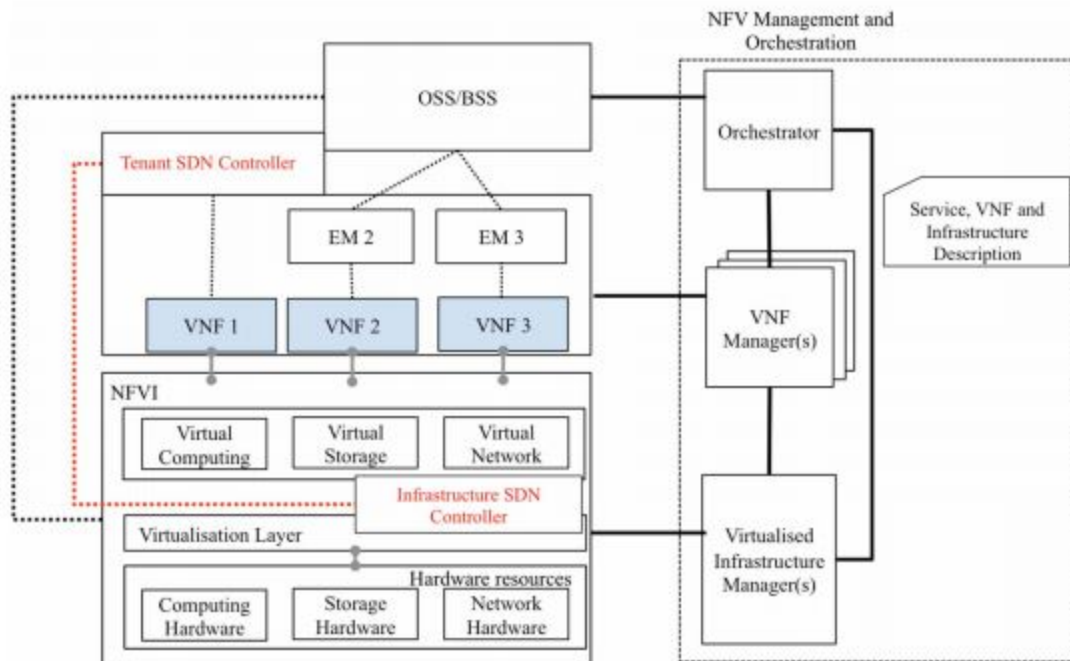 NFV Management and
Orchestration
OSS/BSS
Orchestrator
Tenant SDN Controller
Service, VNF and
Infrastructure
Description
EM 2
EM 3
VNF 1
VNF 2
VNF 3
VNF
Manager(s)
NFVI
Virtual
Computing
Virtual
Storage
Virtual
Network
Infrastructure SDN
Controller
Virtualisation Layer
Virtualised
Infrastructure
Manager(s)
Hardware resources
Computing
Hardware
Storage
Hardware
Network
Hardware